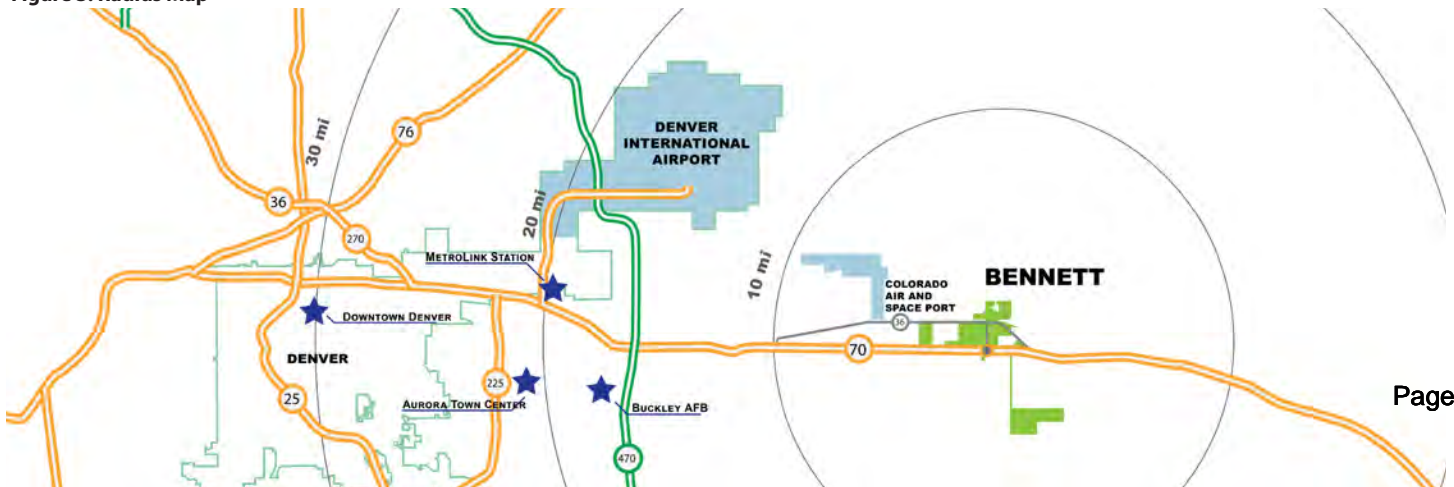 30 mi
76
DENVER
INTERNATIONAL
AIRPORT
36
20 mi
270
METROLINK STATION
10 mi
BENNETT
COLORADO
AIR AND
SPACE PORT
36
DOWNTOWN DENVER
DENVER
70
225
25
AURORA TOWN CENTER
BUCKLEY AFB
Page
470